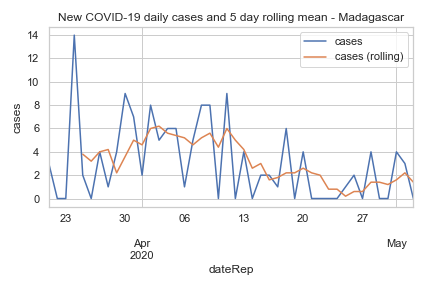 New COVID-19 daily cases and 5 day rolling mean - Madagascar
cases
cases (rolling)
cases
14
12
10
8
6
4
2
0
23 30 06 13 20 27
Apr May
2020
dateRep